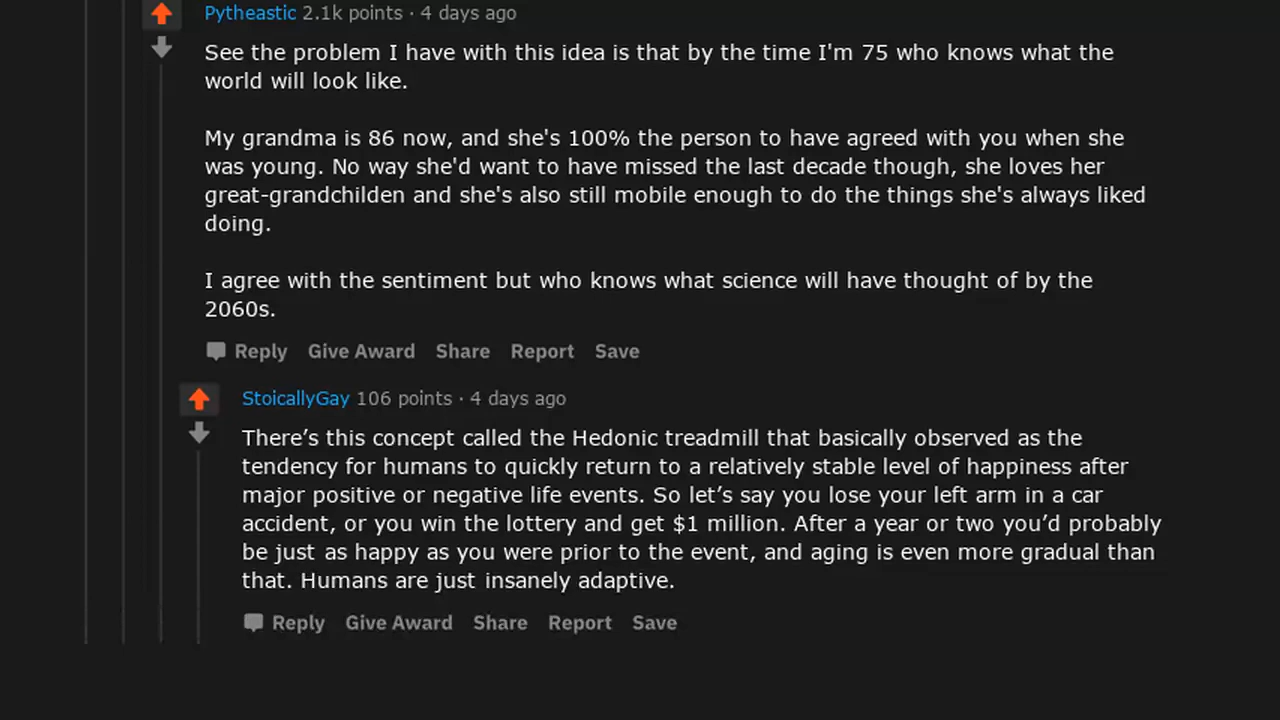 Pytheastic 2.1k points · 4 days ago
See the problem I have with this idea is that by the time I'm 75 who knows what the
world will look like.
My grandma is 86 now, and she's 100% the person to have agreed with you when she
was young. No way she'd want to have missed the last decade though, she loves her
great-grandchilden and she's also still mobile enough to do the things she's always liked
doing.
I agree with the sentiment but who knows what science will have thought of by the
2060s.
Reply Give Award Share Report Save
StoicallyGay 106 points · 4 days ago
There’s this concept called the Hedonic treadmill that basically observed as the
tendency for humans to quickly return to a relatively stable level of happiness after
major positive or negative life events. So let’s say you lose your left arm in a car
accident, or you win the lottery and get $1 million. After a year or two you’d probably
be just as happy as you were prior to the event, and aging is even more gradual than
that. Humans are just insanely adaptive.
Reply Give Award Share Report Save